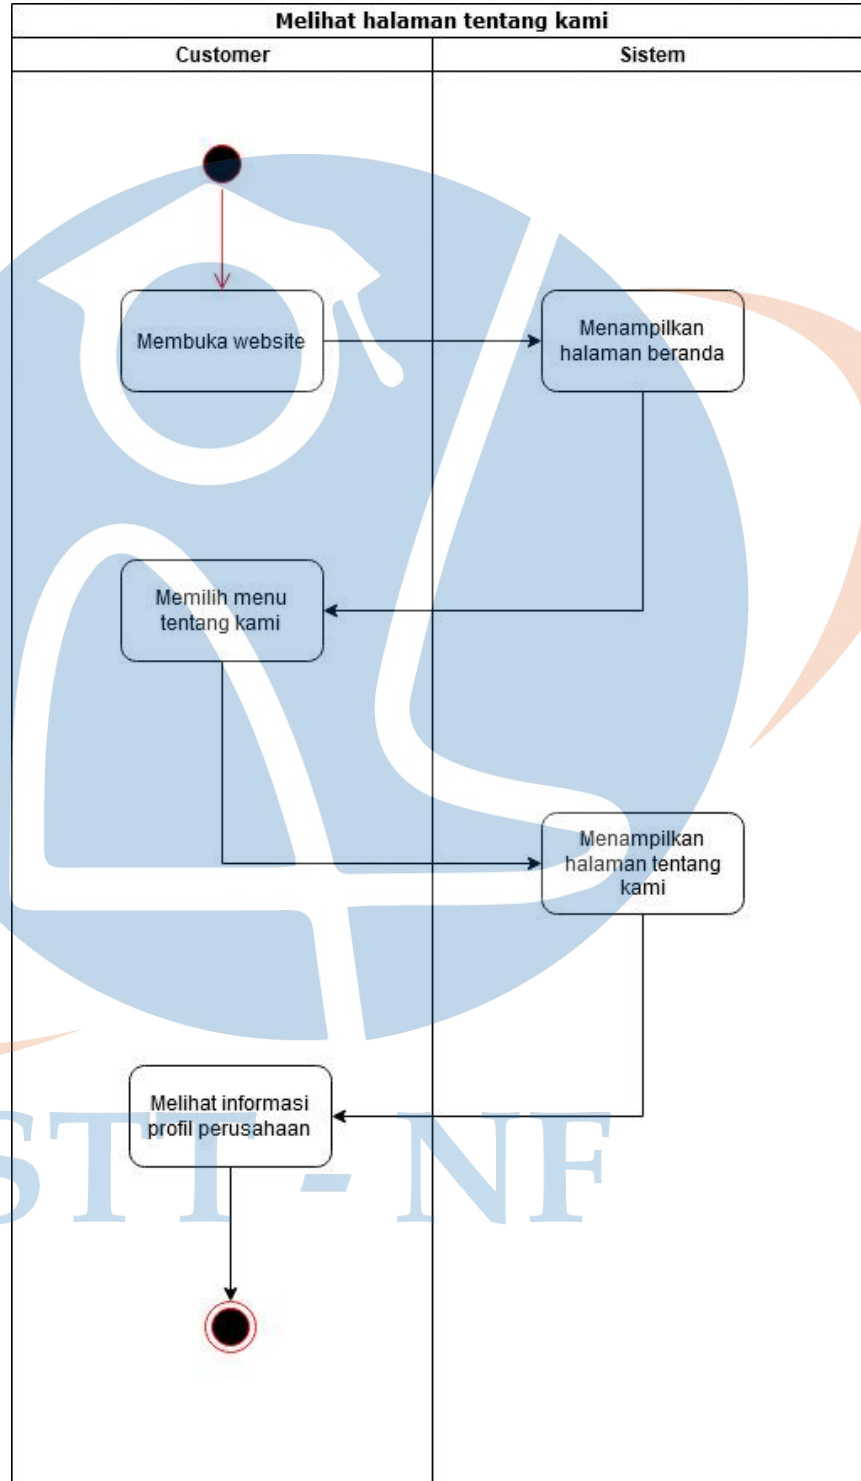 Melihat halaman tentang kami
Customer
Sistem
Membuka website
Menampilkan
halaman beranda
Memilih menu
tentang kami
Menampilkan
halaman tentang
kami
Melihat informasi
profil perusahaan
STT - NF